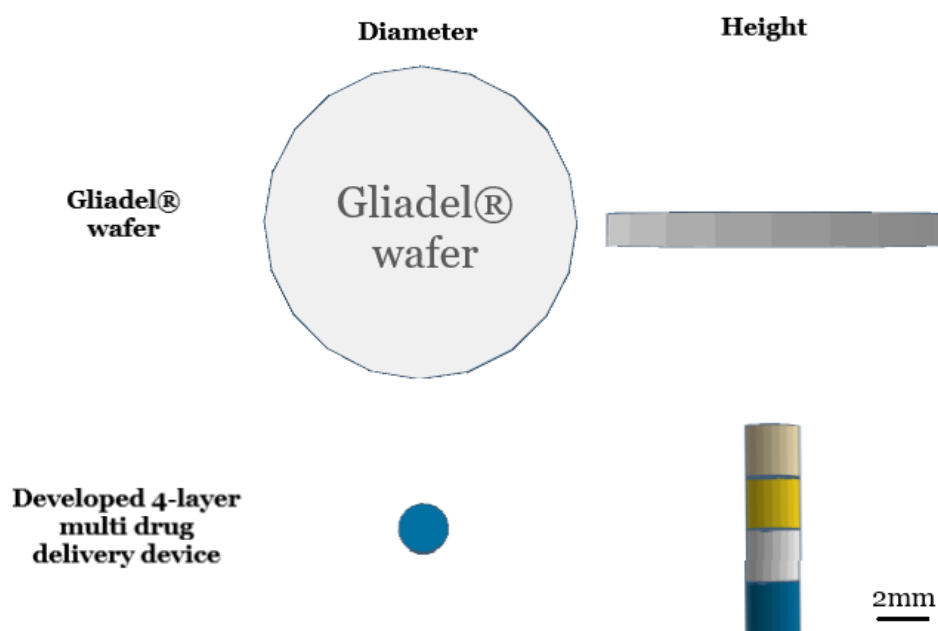 Diameter
Height
Gliadel®
wafer
Gliadel®
wafer
Developed 4-layer
multi drug
delivery device
2mm